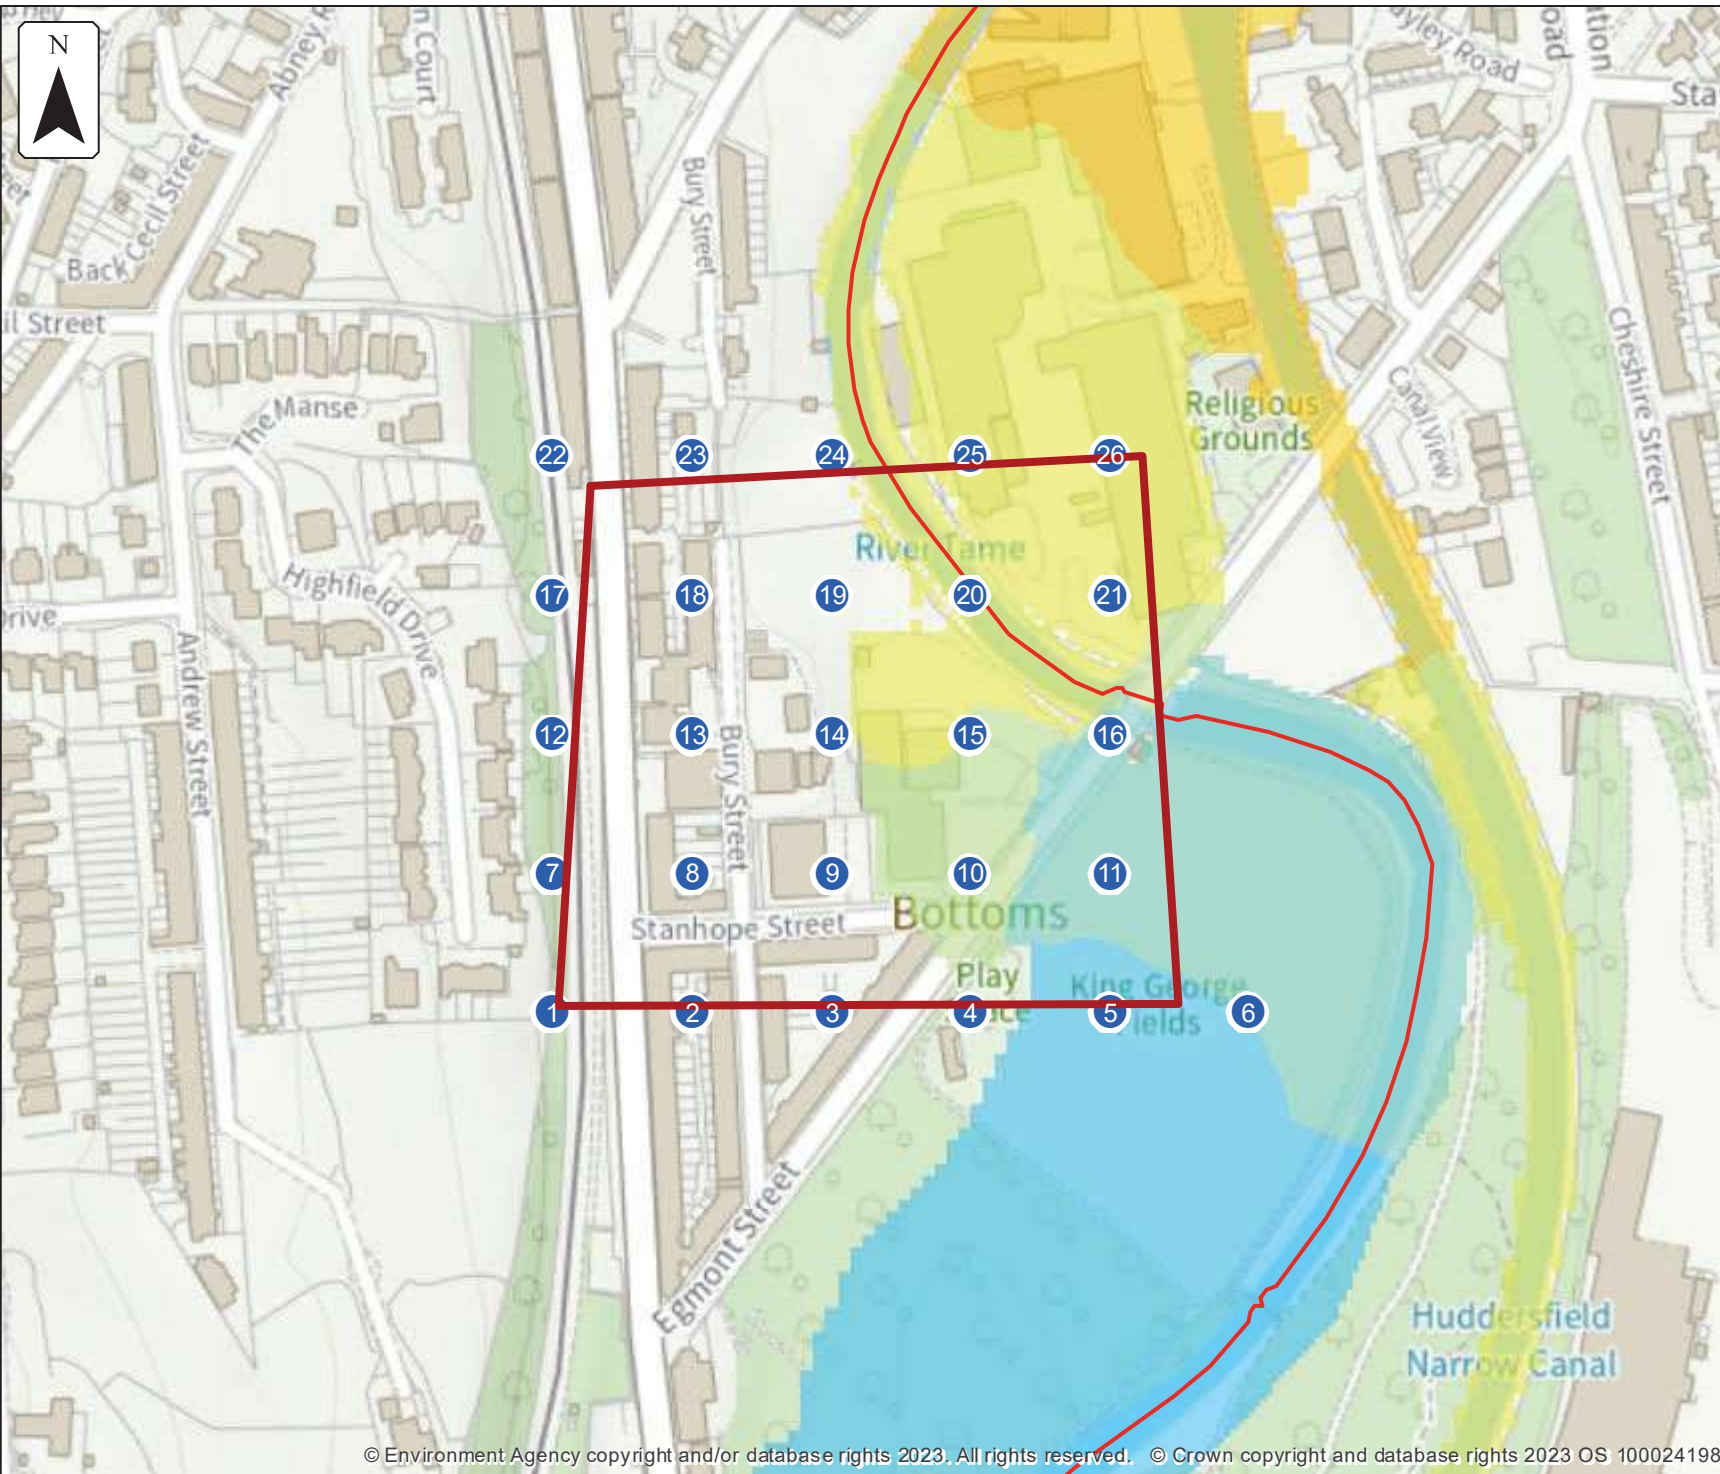 N
Abney R
n Court
Bury Street
Back Cecil Street
il Street
The Manse
Highfield Drive
Drive
Andrew Street
ayley Road
oad
ation
Sta
Cheshire Street
Canal View
Religious
Grounds
22
23
24
25
26
River Tame
17
18
19
20
21
12
13
14
15
16
Bury Street
7
8
9
10
11
Stanhope Street
Bottoms
Play
King George
Fields
1
2
3
4
5
6
Egmont Street
Huddersfield
Narrow Canal
© Environment Agency copyright and/or database rights 2023. All rights reserved. © Crown copyright and database rights 2023 OS 100024198